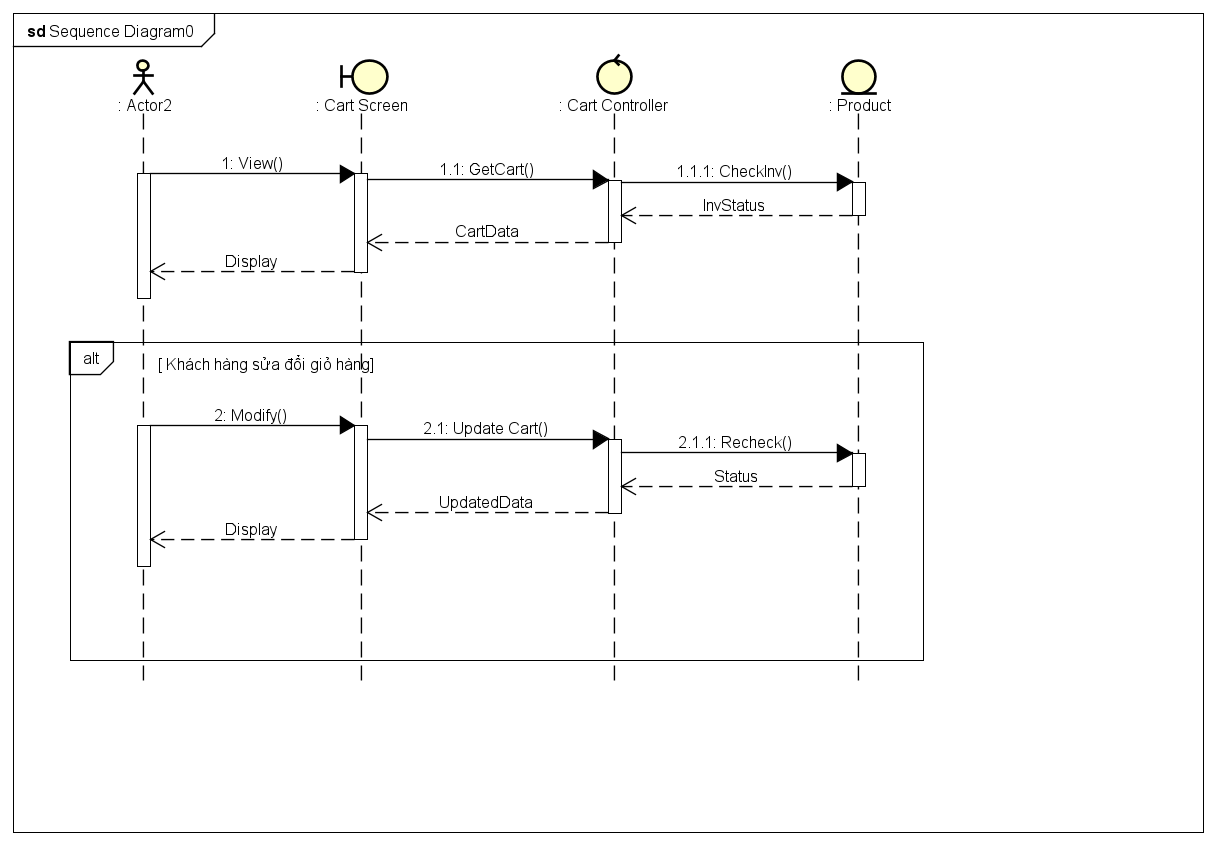 sd Sequence Diagram0
: Actor2
: Cart Screen
: Cart Controller
: Product
1: View()
1.1: GetCart()
1.1.1: CheckInv()
InvStatus
CartData
Display
alt
[ Khách hàng sửa đổi giỏ hàng]
2: Modify()
2.1: Update Cart()
2.1.1: Recheck()
Status
UpdatedData
Display